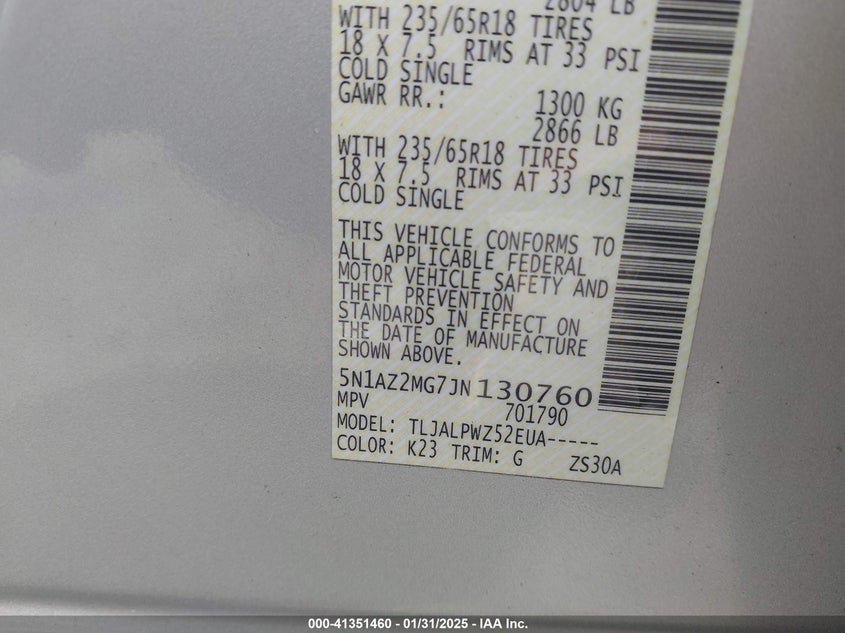 2804 LB
WITH 235/65R18 TIRES
18 X 7.5 RIMS AT 33 PSI
COLD SINGLE
GAWR RR.: 1300 KG
2866 LB
WITH 235/65R18 TIRES
18 X 7.5 RIMS AT 33 PSI
COLD SINGLE
THIS VEHICLE CONFORMS TO
ALL APPLICABLE FEDERAL
MOTOR VEHICLE SAFETY AND
THEFT PREVENTION
STANDARDS IN EFFECT ON
THE DATE OF MANUFACTURE
SHOWN ABOVE.
5N1AZ2MG7JN130760
MPV 701790
MODEL: TLJALPWZ52EUA-----
COLOR: K23 TRIM: G ZS30A
000-41351460 - 01/31/2025 - IAA Inc.